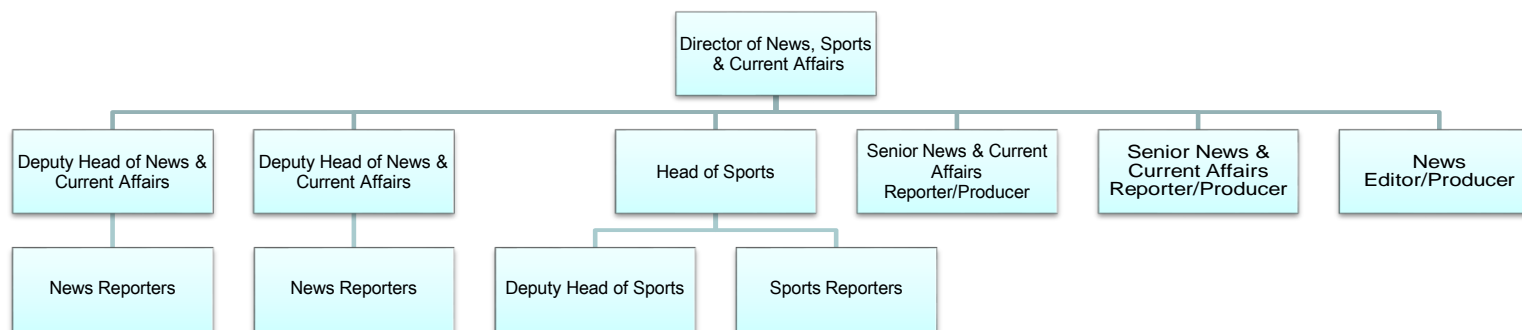 Director of News, Sports
& Current Affairs
Deputy Head of News &
Current Affairs
Deputy Head of News &
Current Affairs
Head of Sports
Senior News & Current
Affairs
Reporter/Producer
Senior News &
Current Affairs
Reporter/Producer
News
Editor/Producer
News Reporters
News Reporters
Deputy Head of Sports
Sports Reporters